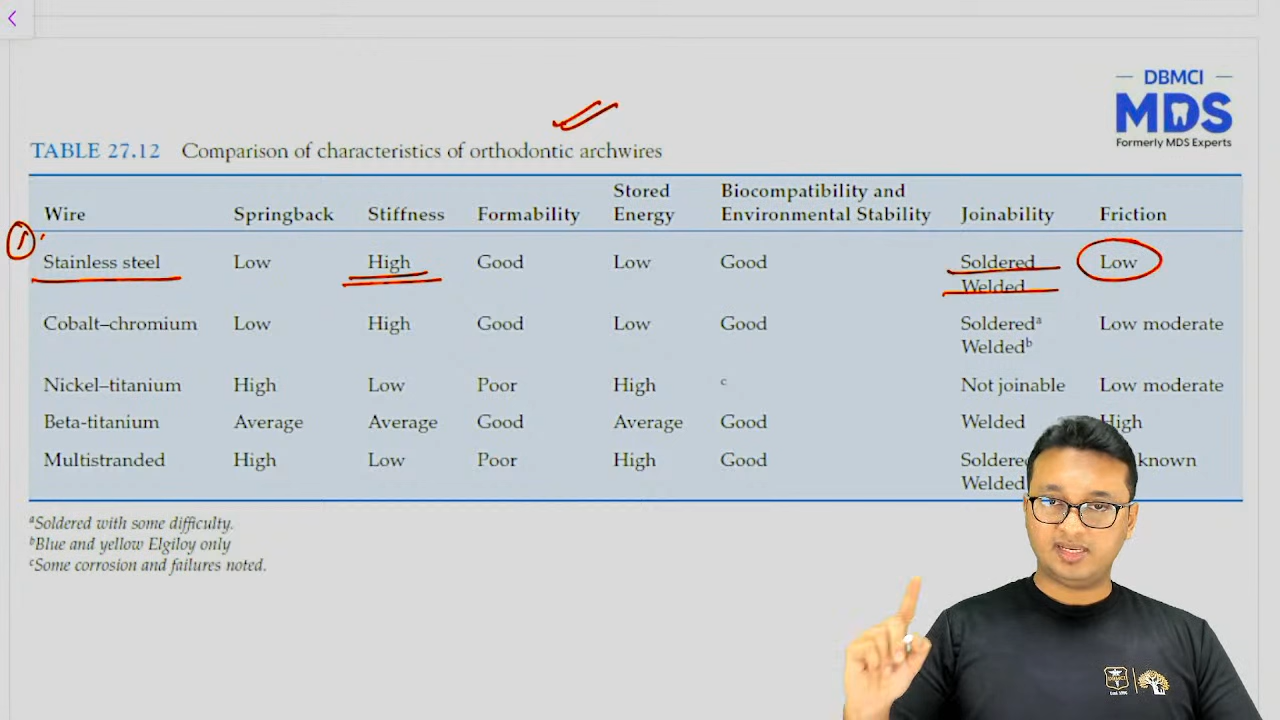 DBMCI
MDS
Formerly MDS Experts
TABLE 27.12 Comparison of characteristics of orthodontic archwires
Wire Springback Stiffness Formability Stored Energy Biocompatibility and Environmental Stability Joinability Friction
Stainless steel Low High Good Low Good Soldered Low
Welded
Cobalt–chromium Low High Good Low Good Solderedᵃ Low moderate
Weldedᵇ
Nickel–titanium High Low Poor High ᶜ Not joinable Low moderate
Beta-titanium Average Average Good Average Good Welded High
Multistranded High Low Poor High Good
Welded
ᵃSoldered with some difficulty.
ᵇBlue and yellow Elgiloy only
ᶜSome corrosion and failures noted.
DBMCI